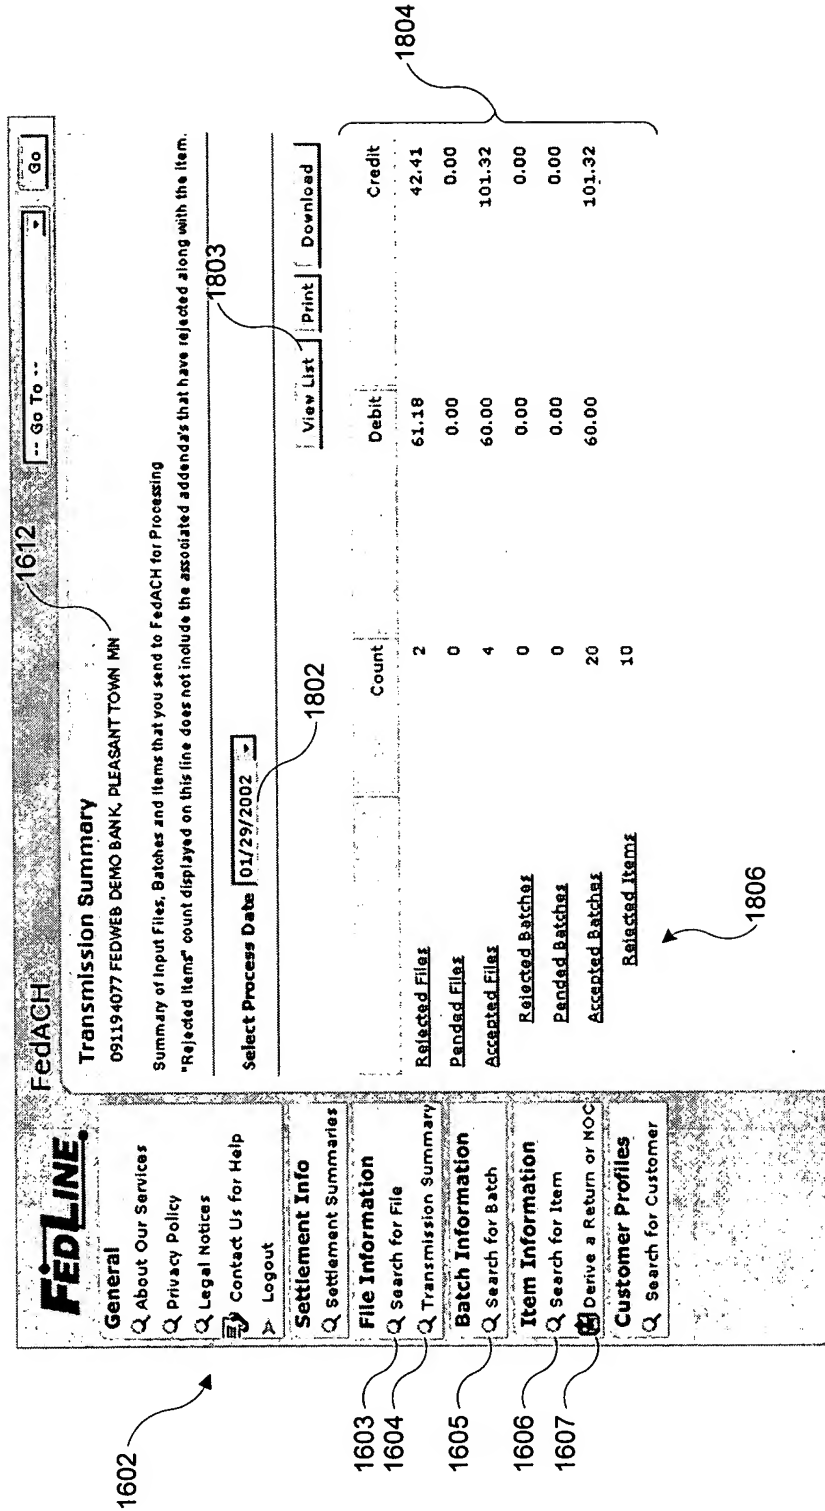 FEDLINE®
FedACH
-- Go To --
Go
1612
General
About Our Services
Privacy Policy
Legal Notices
Contact Us for Help
Logout
1602
Settlement Info
Settlement Summaries
File Information
Search for File
Transmission Summary
1603
1604
Batch Information
Search for Batch
1605
Item Information
Search for Item
Derive a Return or NOC
1606
1607
Customer Profiles
Search for Customer
Transmission Summary
091194077 FEDWEB DEMO BANK, PLEASANT TOWN MN
Summary of Input Files, Batches and Items that you send to FedACH for Processing
"Rejected Items" count displayed on this line does not include the associated addenda's that have rejected along with the item.
Select Process Date 01/29/2002
1802
1803
View List Print Download
Count Debit Credit
Rejected Files 2 61.18 42.41
Pended Files 0 0.00 0.00
Accepted Files 4 60.00 101.32
Rejected Batches 0 0.00 0.00
Pended Batches 0 0.00 0.00
Accepted Batches 20 60.00 101.32
Rejected Items 10
1804
1806